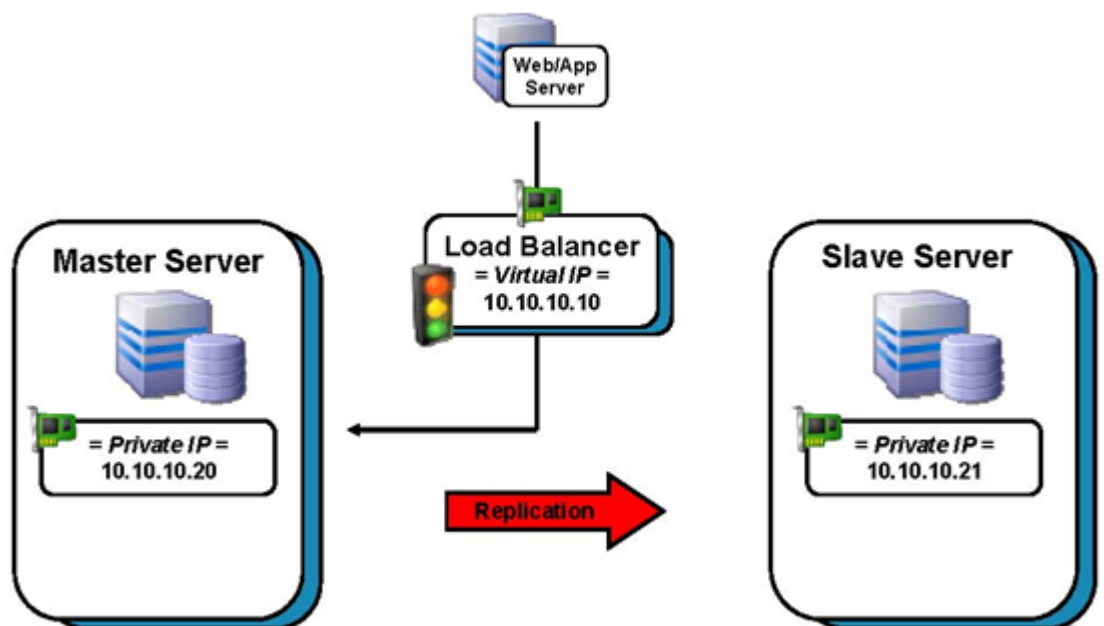 Web/App
Server
Load Balancer
= Virtual IP =
10.10.10.10
Master Server
= Private IP =
10.10.10.20
Slave Server
= Private IP =
10.10.10.21
Replication